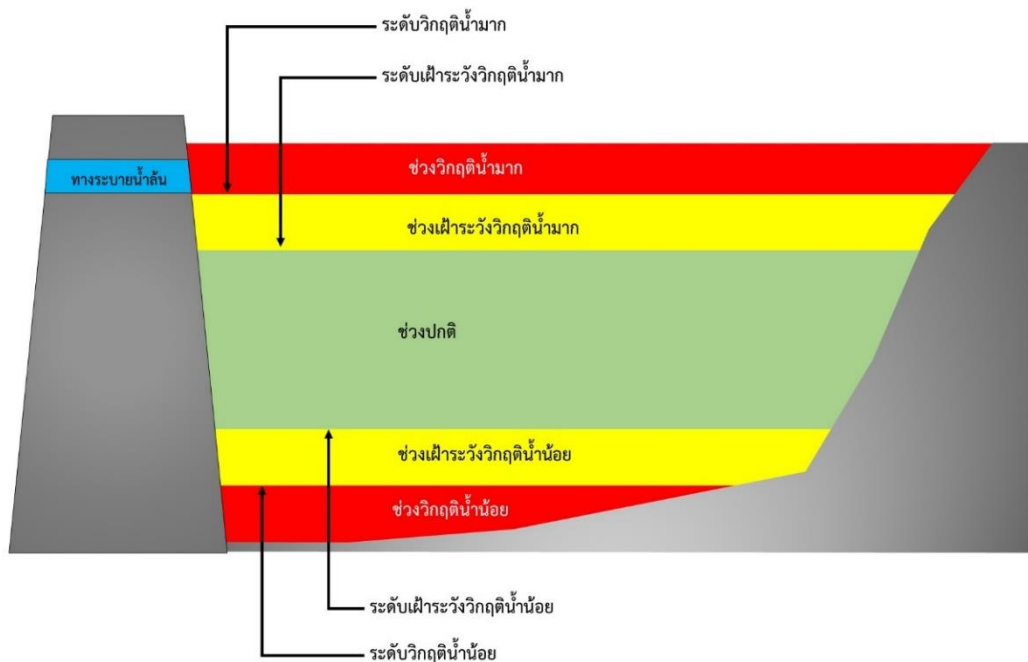 ระดับวิกฤติน้ำมาก
ระดับเฝ้าระวังวิกฤติน้ำมาก
ช่วงวิกฤติน้ำมาก
ทางระบายน้ำล้น
ช่วงเฝ้าระวังวิกฤติน้ำมาก
ช่วงปกติ
ช่วงเฝ้าระวังวิกฤติน้ำน้อย
ช่วงวิกฤติน้ำน้อย
ระดับเฝ้าระวังวิกฤติน้ำน้อย
ระดับวิกฤติน้ำน้อย